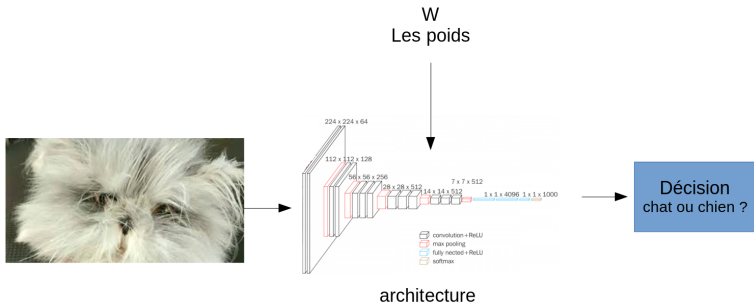 W
Les poids
224 x 224 x 64
112 x 112 x 128
56 x 56 x 256
28 x 28 x 512
14 x 14 x 512
7 x 7 x 512
1 x 1 x 4096
1 x 1 x 1000
convolution+ReLU
max pooling
fully nected+ReLU
softmax
architecture
Décision
chat ou chien ?